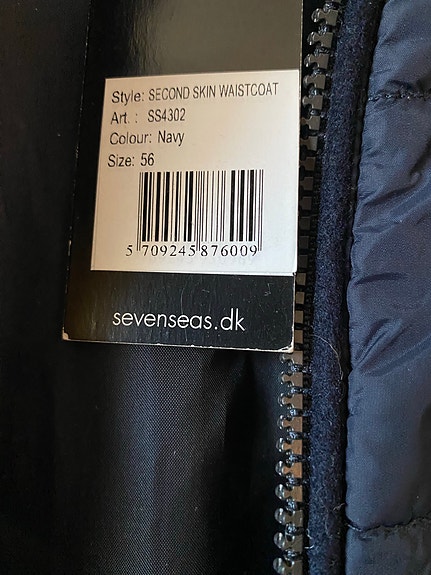 Style: SECOND SKIN WAISTCOAT
Art. : SS4302
Colour: Navy
Size: 56
5 709245 876009
sevenseas.dk